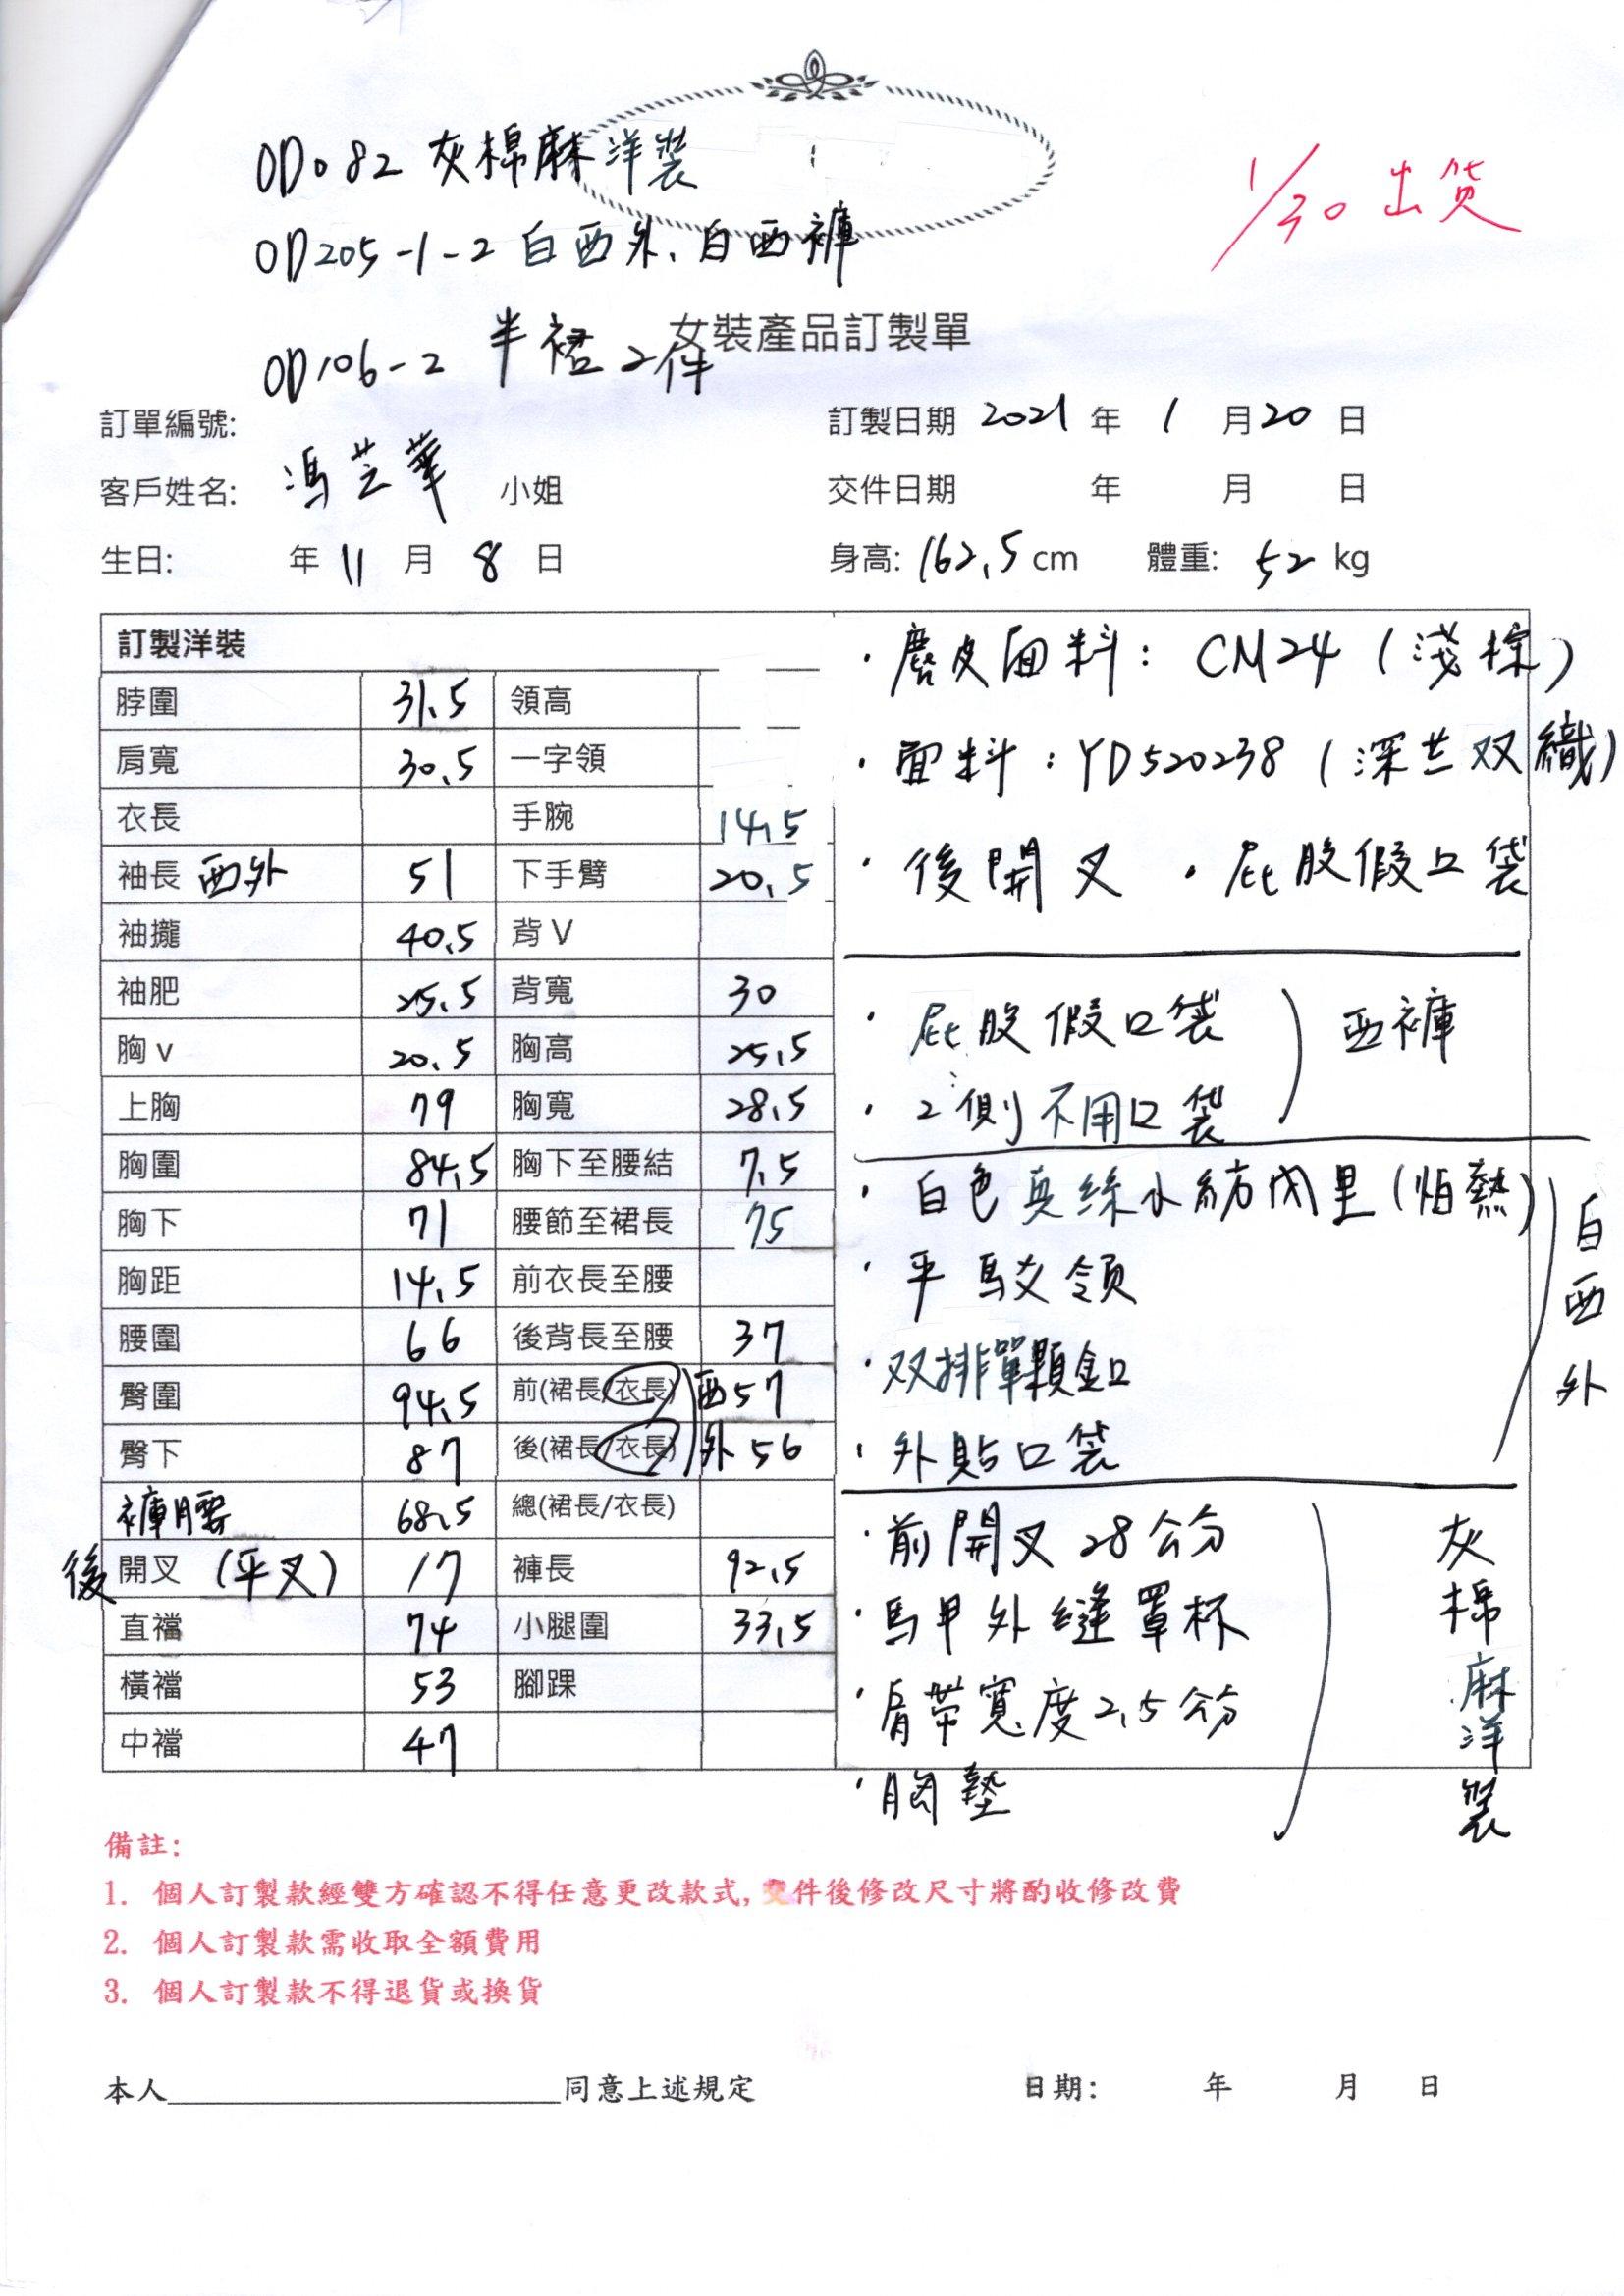 OD082 灰棉麻洋裝
1/30 出货
OD205-1-2 白西外、白西褲
女裝產品訂製單
OD106-2 半裙2件
訂單編號:
訂製日期 2021 年 1 月 20 日
客戶姓名: 馮芸華 小姐
交件日期 年 月 日
生日: 年 11 月 8 日
身高: 162.5 cm 體重: 52 kg
訂製洋裝
脖圍 31.5 領高
肩寬 30.5 一字領
衣長 手腕 14.5
袖長 西外 51 下手臂 20.5
袖攏 40.5 背V
袖肥 25.5 背寬 30
胸v 20.5 胸高 25.5
上胸 79 胸寬 28.5
胸圍 84.5 胸下至腰結 7.5
胸下 71 腰節至裙長 75
胸距 14.5 前衣長至腰
腰圍 66 後背長至腰 37
臀圍 94.5 前(裙長/衣長) 西 57
臀下 87 後(裙長/衣長) 外 56
褲腰 68.5 總(裙長/衣長)
後 開叉 (平叉) 17 褲長 92.5
直襠 74 小腿圍 33.5
橫襠 53 腳踝
中襠 47
·麂皮面料: CM24 (淺棕)
·面料: YD520238 (深兰双織)
·後開叉 ·屁股假口袋
·屁股假口袋
·2側不用口袋
西褲
·白色真絲水紡內里(怕熱)
·平駁領
·双排單顆釦
·外貼口袋
白西外
·前開叉 28公分
·馬甲外縫罩杯
·肩带寬度2.5公分
·胸墊
灰棉麻洋裝
備註:
1. 個人訂製款經雙方確認不得任意更改款式, 交件後修改尺寸將酌收修改費
2. 個人訂製款需收取全額費用
3. 個人訂製款不得退貨或換貨
本人____________________同意上述規定
日期: 年 月 日